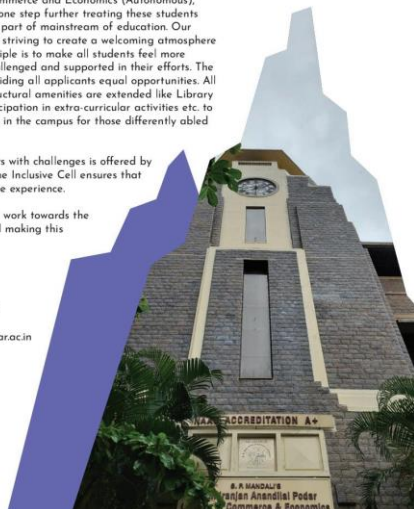 mmerce and Economics (Autonomous),
one step further treating these students
part of mainstream of education. Our
striving to create a welcoming atmosphere
iple is to make all students feel more
llenged and supported in their efforts. The
iding all applicants equal opportunities. All
uctural amenities are extended like Library
cipation in extra-curricular activities etc. to
in the campus for those differently abled
s with challenges is offered by
he Inclusive Cell ensures that
e experience.
work towards the
l making this
ar.ac.in
NAAC ACCREDITATION A+
S. P. MANDALI'S
ranjan Anandilal Podar
Commerce & Economics